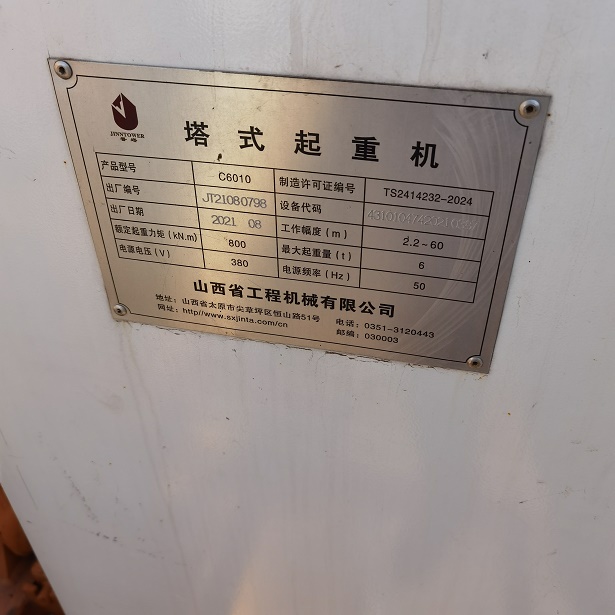 JINNTOWER
晋塔
塔式起重机
产品型号 C6010 制造许可证编号 TS2414232-2024
出厂编号 JT21080798 设备代码
出厂日期 2021 08 工作幅度(m) 2.2~60
额定起重力矩(kN.m) 800 最大起重量(t) 6
电源电压(V) 380 电源频率(Hz) 50
山西省工程机械有限公司
地址:山西省太原市尖草坪区恒山路51号 电话:0351-3120443
网址:http//www.sxjinta.com/cn 邮编:030003